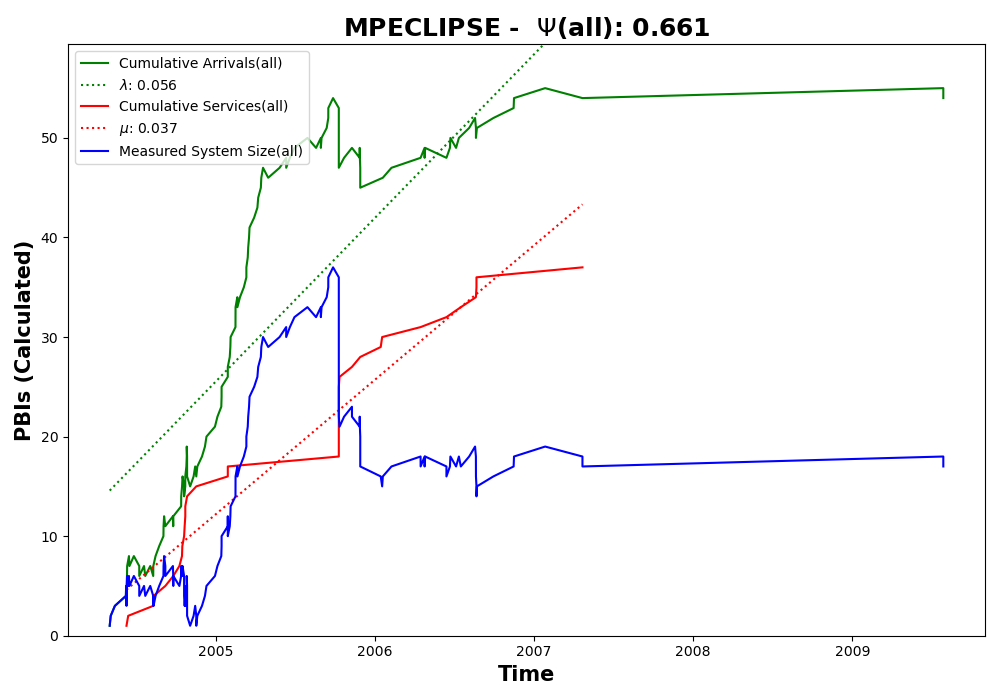 MPECLIPSE - Ψ(all): 0.661
Cumulative Arrivals(all)
λ: 0.056
Cumulative Services(all)
μ: 0.037
Measured System Size(all)
PBIs (Calculated)
50
40
30
20
10
0
2005 2006 2007 2008 2009
Time